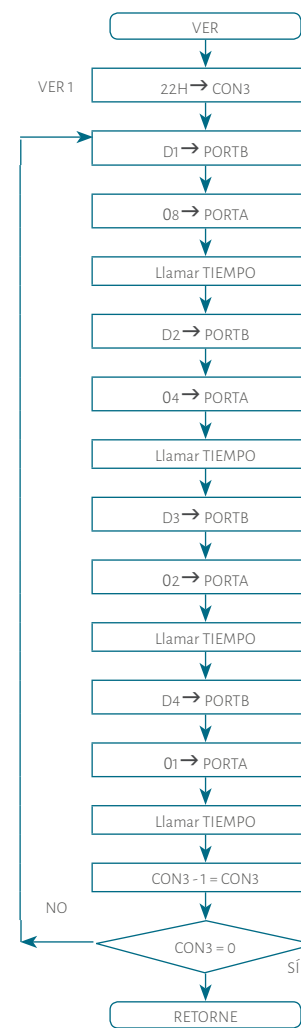 VER
VER 1
22H→ CON3
D1→ PORTB
08→ PORTA
Llamar TIEMPO
D2→ PORTB
04→ PORTA
Llamar TIEMPO
D3→ PORTB
02→ PORTA
Llamar TIEMPO
D4→ PORTB
01→ PORTA
Llamar TIEMPO
CON3 - 1 = CON3
NO
CON3 = 0
SÍ
RETORNE